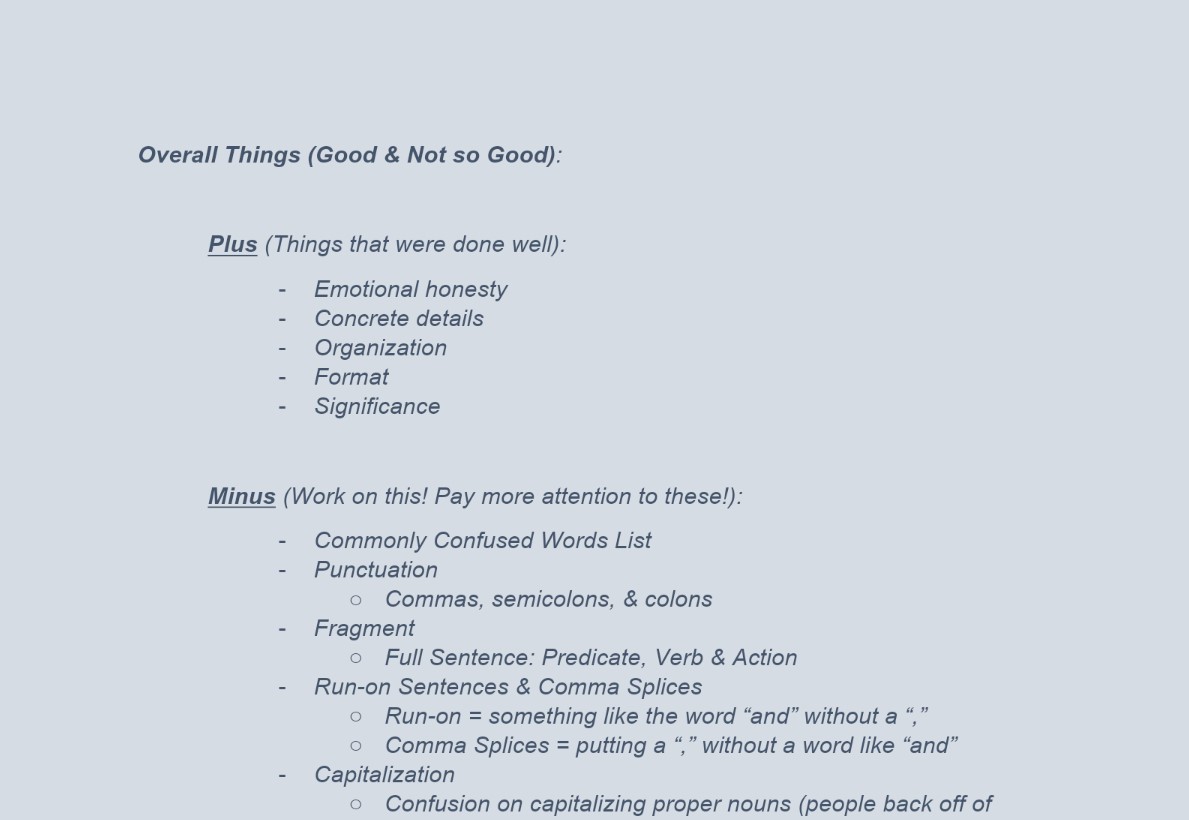 Overall Things (Good & Not so Good):
Plus (Things that were done well):
- Emotional honesty
- Concrete details
- Organization
- Format
- Significance
Minus (Work on this! Pay more attention to these!):
- Commonly Confused Words List
- Punctuation
○ Commas, semicolons, & colons
- Fragment
○ Full Sentence: Predicate, Verb & Action
- Run-on Sentences & Comma Splices
○ Run-on = something like the word “and” without a “,”
○ Comma Splices = putting a “,” without a word like “and”
- Capitalization
○ Confusion on capitalizing proper nouns (people back off of